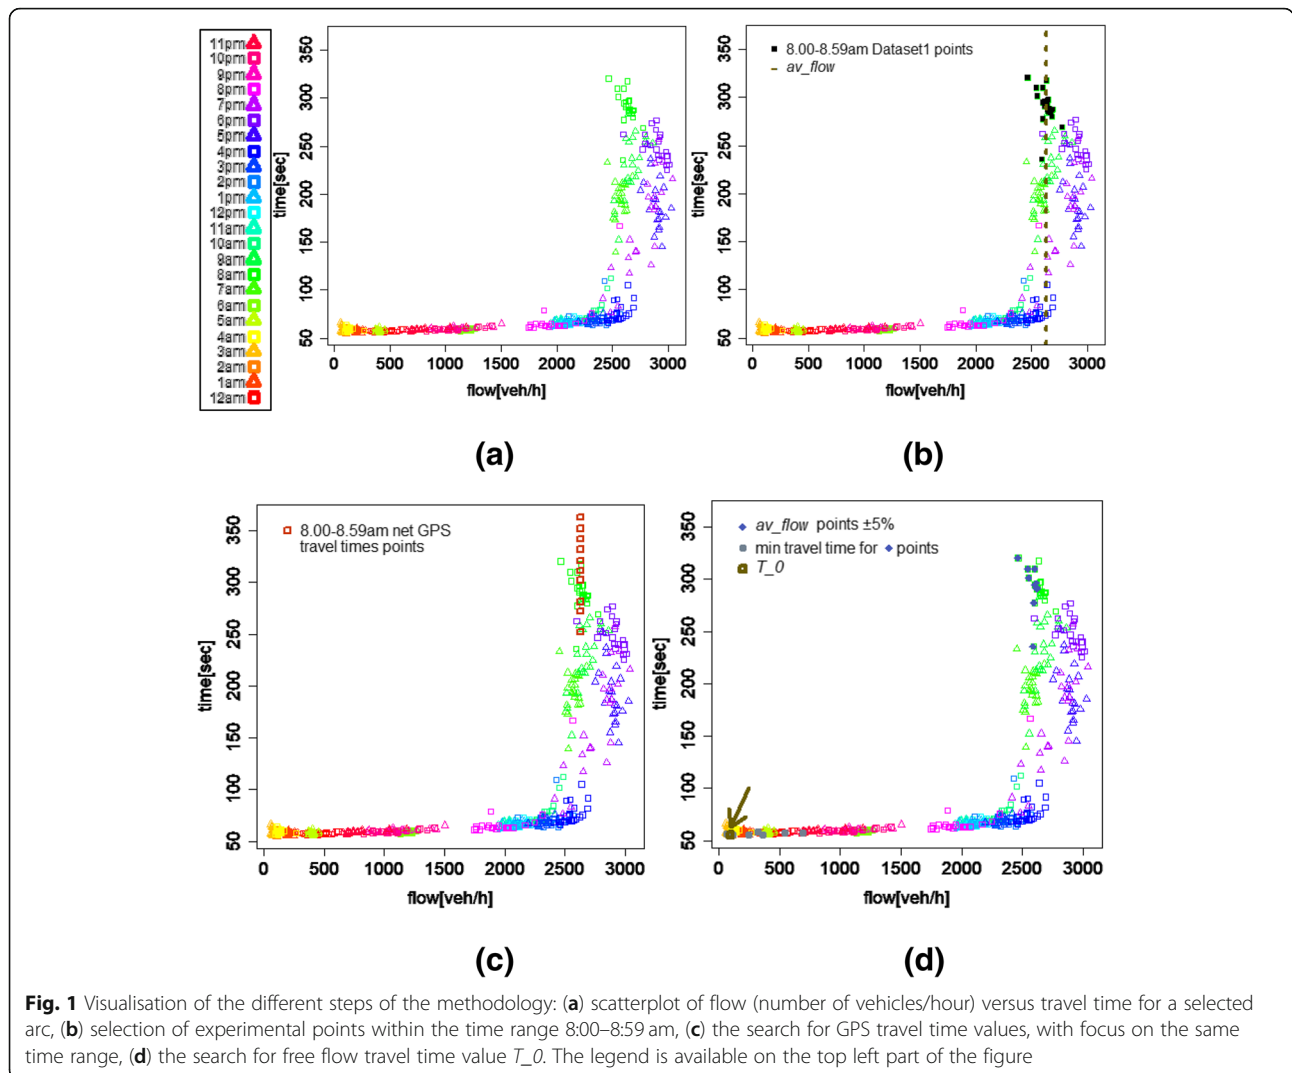 11pm
10pm
9pm
8pm
7pm
6pm
5pm
4pm
3pm
2pm
1pm
12pm
11am
10am
9am
8am
7am
6am
5am
4am
3am
2am
1am
12am
time[sec]
350
300
250
200
150
100
50
0 500 1000 1500 2000 2500 3000
flow[veh/h]
(a)
8.00-8.59am Dataset1 points
av_flow
time[sec]
350
300
250
200
150
100
50
0 500 1000 1500 2000 2500 3000
flow[veh/h]
(b)
8.00-8.59am net GPS
travel times points
time[sec]
350
300
250
200
150
100
50
0 500 1000 1500 2000 2500 3000
flow[veh/h]
(c)
av_flow points ±5%
min travel time for points
T_0
time[sec]
350
300
250
200
150
100
50
0 500 1000 1500 2000 2500 3000
flow[veh/h]
(d)
Fig. 1 Visualisation of the different steps of the methodology: (a) scatterplot of flow (number of vehicles/hour) versus travel time for a selected
arc, (b) selection of experimental points within the time range 8:00–8:59 am, (c) the search for GPS travel time values, with focus on the same
time range, (d) the search for free flow travel time value T_0. The legend is available on the top left part of the figure